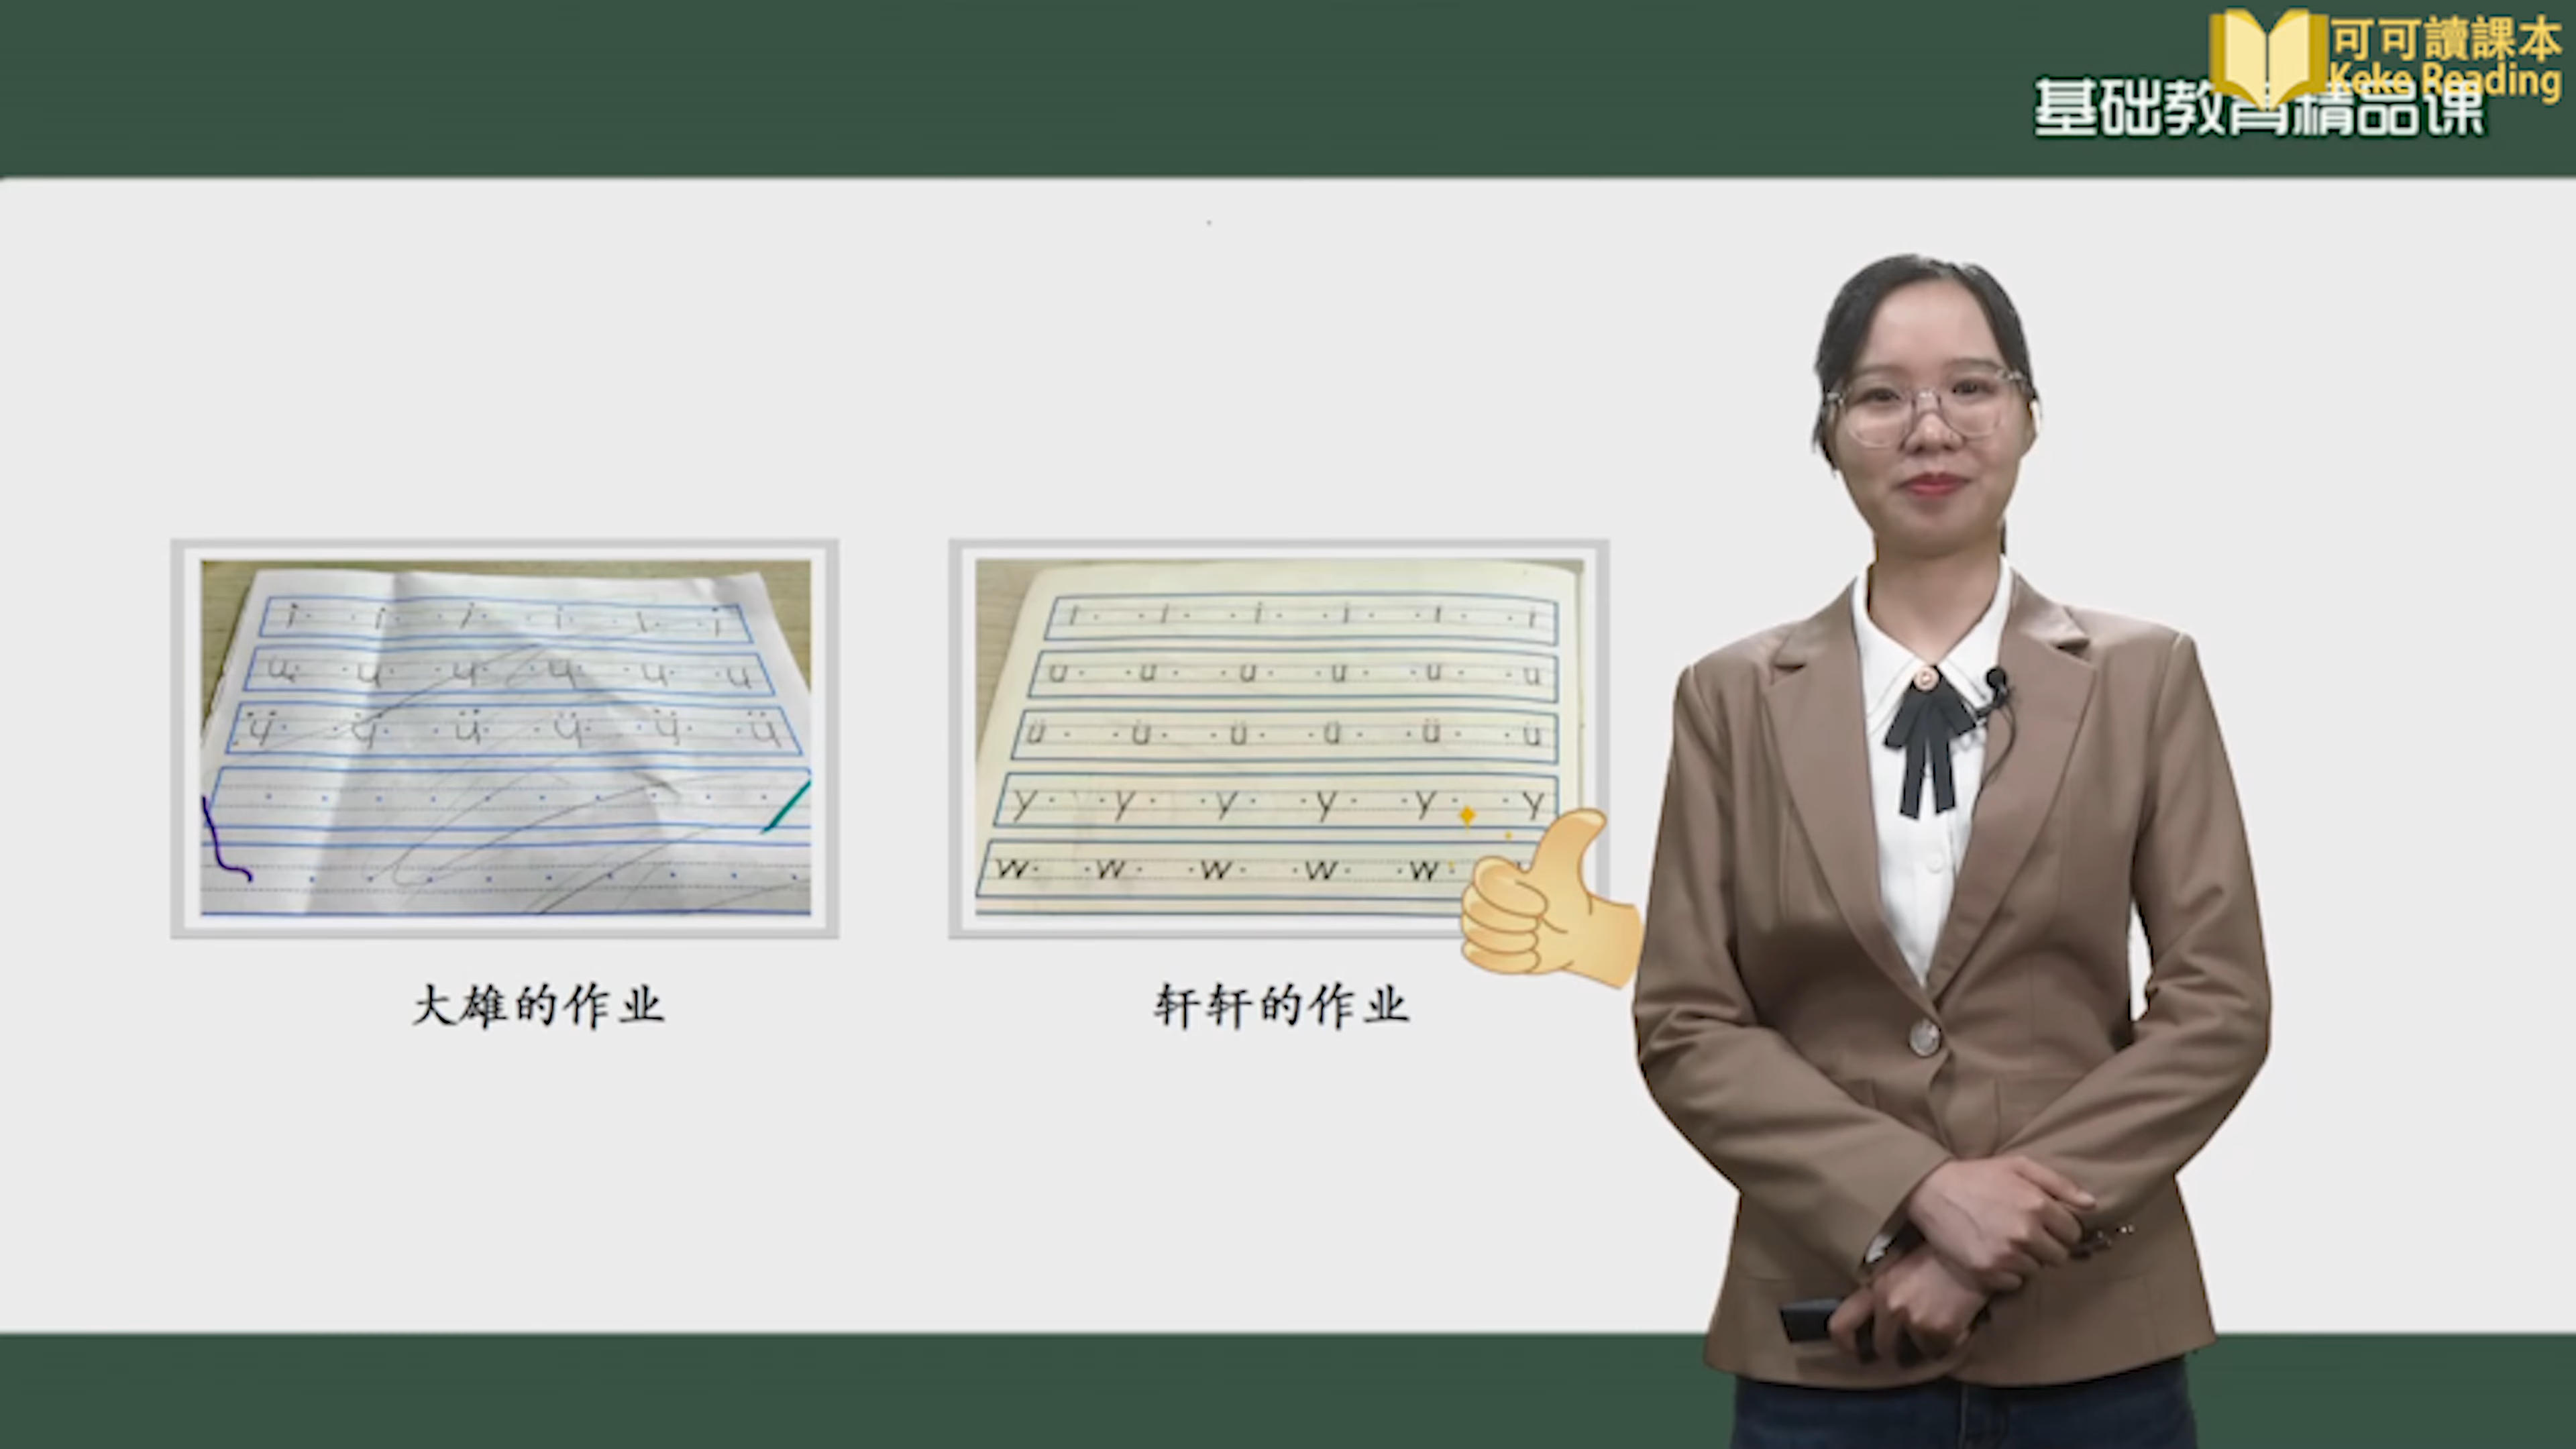 可可讀課本
Keke Reading
基础教育精品课
i i i i i i
u u u u u u
ü ü ü ü ü ü
i i i i i i
u u u u u u
ü ü ü ü ü ü
y y y y y y
w w w w w
大雄的作业
轩轩的作业